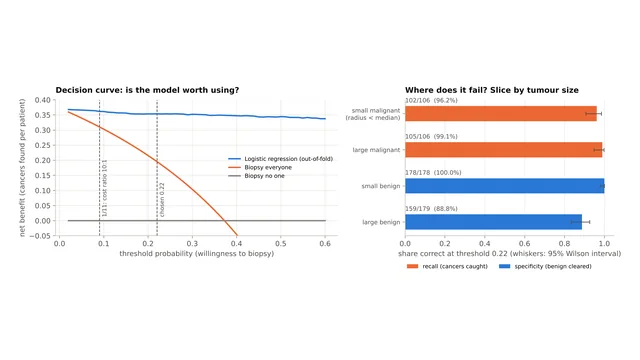 Decision curve: is the model worth using?
net benefit (cancers found per patient)
0.40
0.35
0.30
0.25
0.20
0.15
0.10
0.05
0.00
−0.05
1/11: cost ratio 10:1
chosen 0.22
Logistic regression (out-of-fold)
Biopsy everyone
Biopsy no one
0.0 0.1 0.2 0.3 0.4 0.5 0.6
threshold probability (willingness to biopsy)
Where does it fail? Slice by tumour size
102/106 (96.2%)
small malignant
(radius < median)
105/106 (99.1%)
large malignant
178/178 (100.0%)
small benign
159/179 (88.8%)
large benign
0.0 0.2 0.4 0.6 0.8 1.0
share correct at threshold 0.22 (whiskers: 95% Wilson interval)
recall (cancers caught)
specificity (benign cleared)